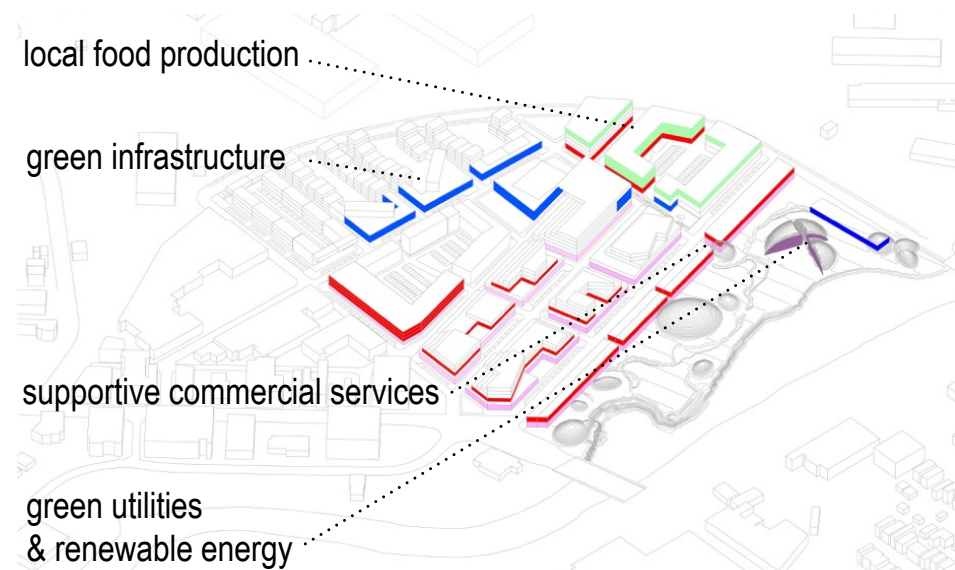 local food production
green infrastructure
supportive commercial services
green utilities
& renewable energy